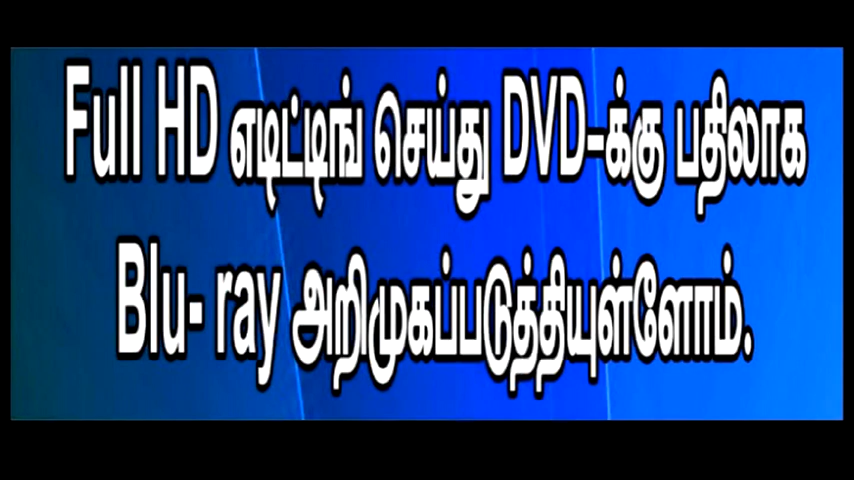 Full HD எடிட்டிங் செய்து DVD-க்கு பதிலாக
Blu- ray அறிமுகப்படுத்தியுள்ளோம்.